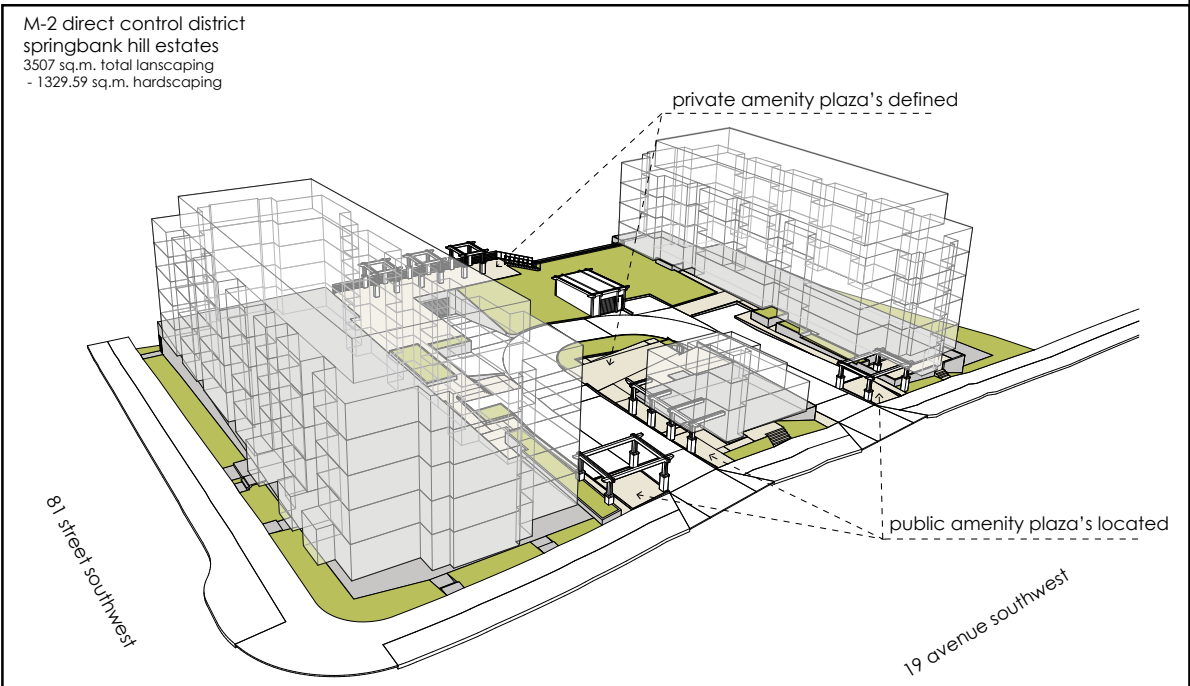 M-2 direct control district
springbank hill estates
3507 sq.m. total lanscaping
- 1329.59 sq.m. hardscaping
private amenity plaza's defined
public amenity plaza's located
81 street southwest
19 avenue southwest